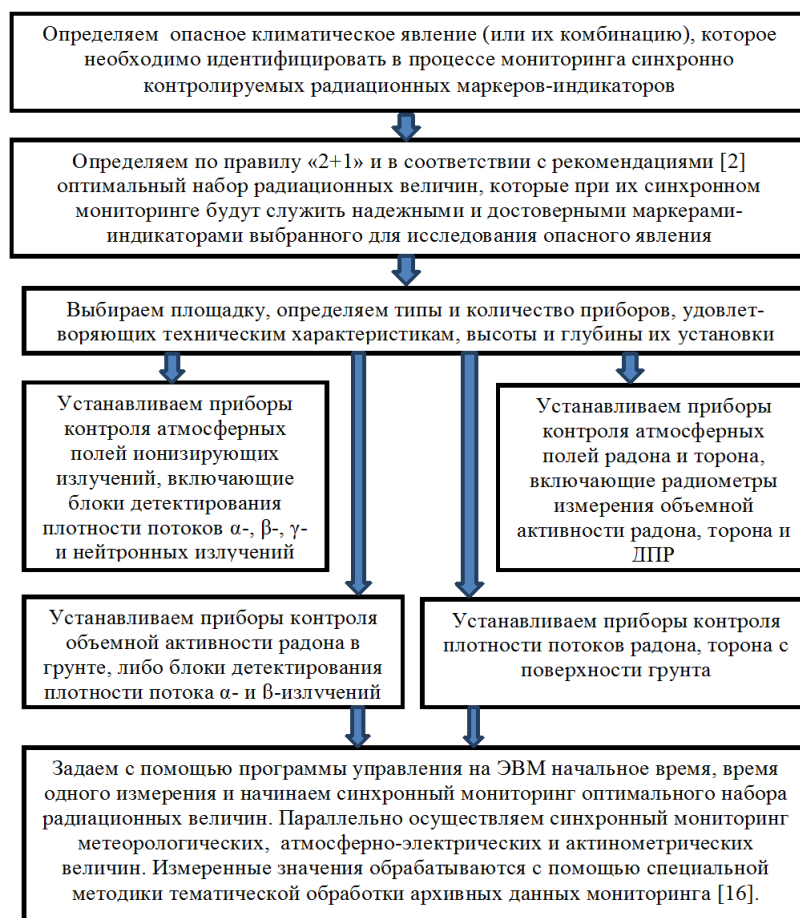 Определяем опасное климатическое явление (или их комбинацию), которое
необходимо идентифицировать в процессе мониторинга синхронно
контролируемых радиационных маркеров-индикаторов
Определяем по правилу «2+1» и в соответствии с рекомендациями [2]
оптимальный набор радиационных величин, которые при их синхронном
мониторинге будут служить надежными и достоверными маркерами-
индикаторами выбранного для исследования опасного явления
Выбираем площадку, определяем типы и количество приборов, удовлет-
воряющих техническим характеристикам, высоты и глубины их установки
Устанавливаем приборы
контроля атмосферных
полей ионизирующих
излучений, включающие
блоки детектирования
плотности потоков α-, β-, γ-
и нейтронных излучений
Устанавливаем приборы
контроля атмосферных
полей радона и торона,
включающие радиометры
измерения объемной
активности радона, торона и
ДПР
Устанавливаем приборы контроля
объемной активности радона в
грунте, либо блоки детектирования
плотности потока α- и β-излучений
Устанавливаем приборы контроля
плотности потоков радона, торона с
поверхности грунта
Задаем с помощью программы управления на ЭВМ начальное время, время
одного измерения и начинаем синхронный мониторинг оптимального набора
радиационных величин. Параллельно осуществляем синхронный мониторинг
метеорологических, атмосферно-электрических и актинометрических
величин. Измеренные значения обрабатываются с помощью специальной
методики тематической обработки архивных данных мониторинга [16].